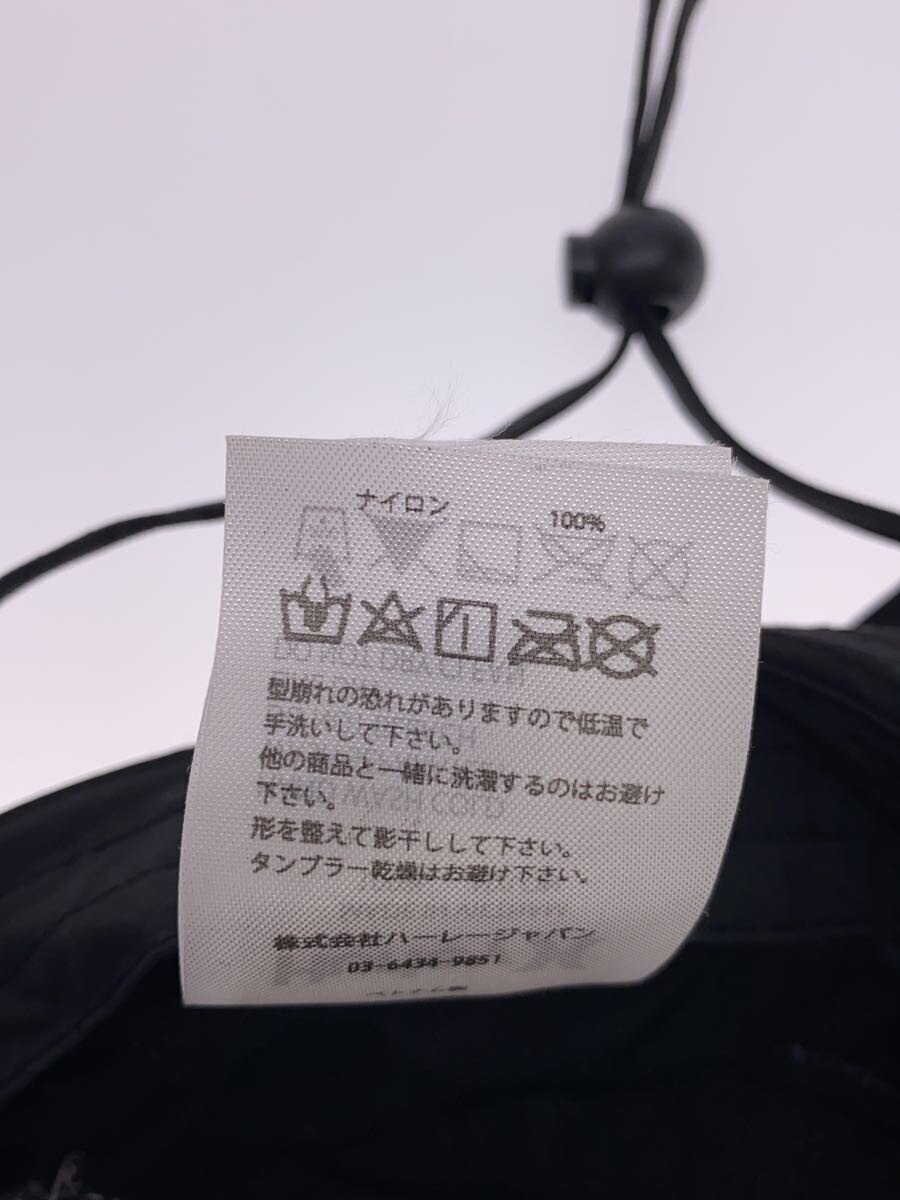 ナイロン 100%
型崩れの恐れがありますので低温で
手洗いして下さい。
他の商品と一緒に洗濯するのはお避け
下さい。
形を整えて影干しして下さい。
タンブラー乾燥はお避け下さい。
株式会社ハーレージャパン
03-6434-9851